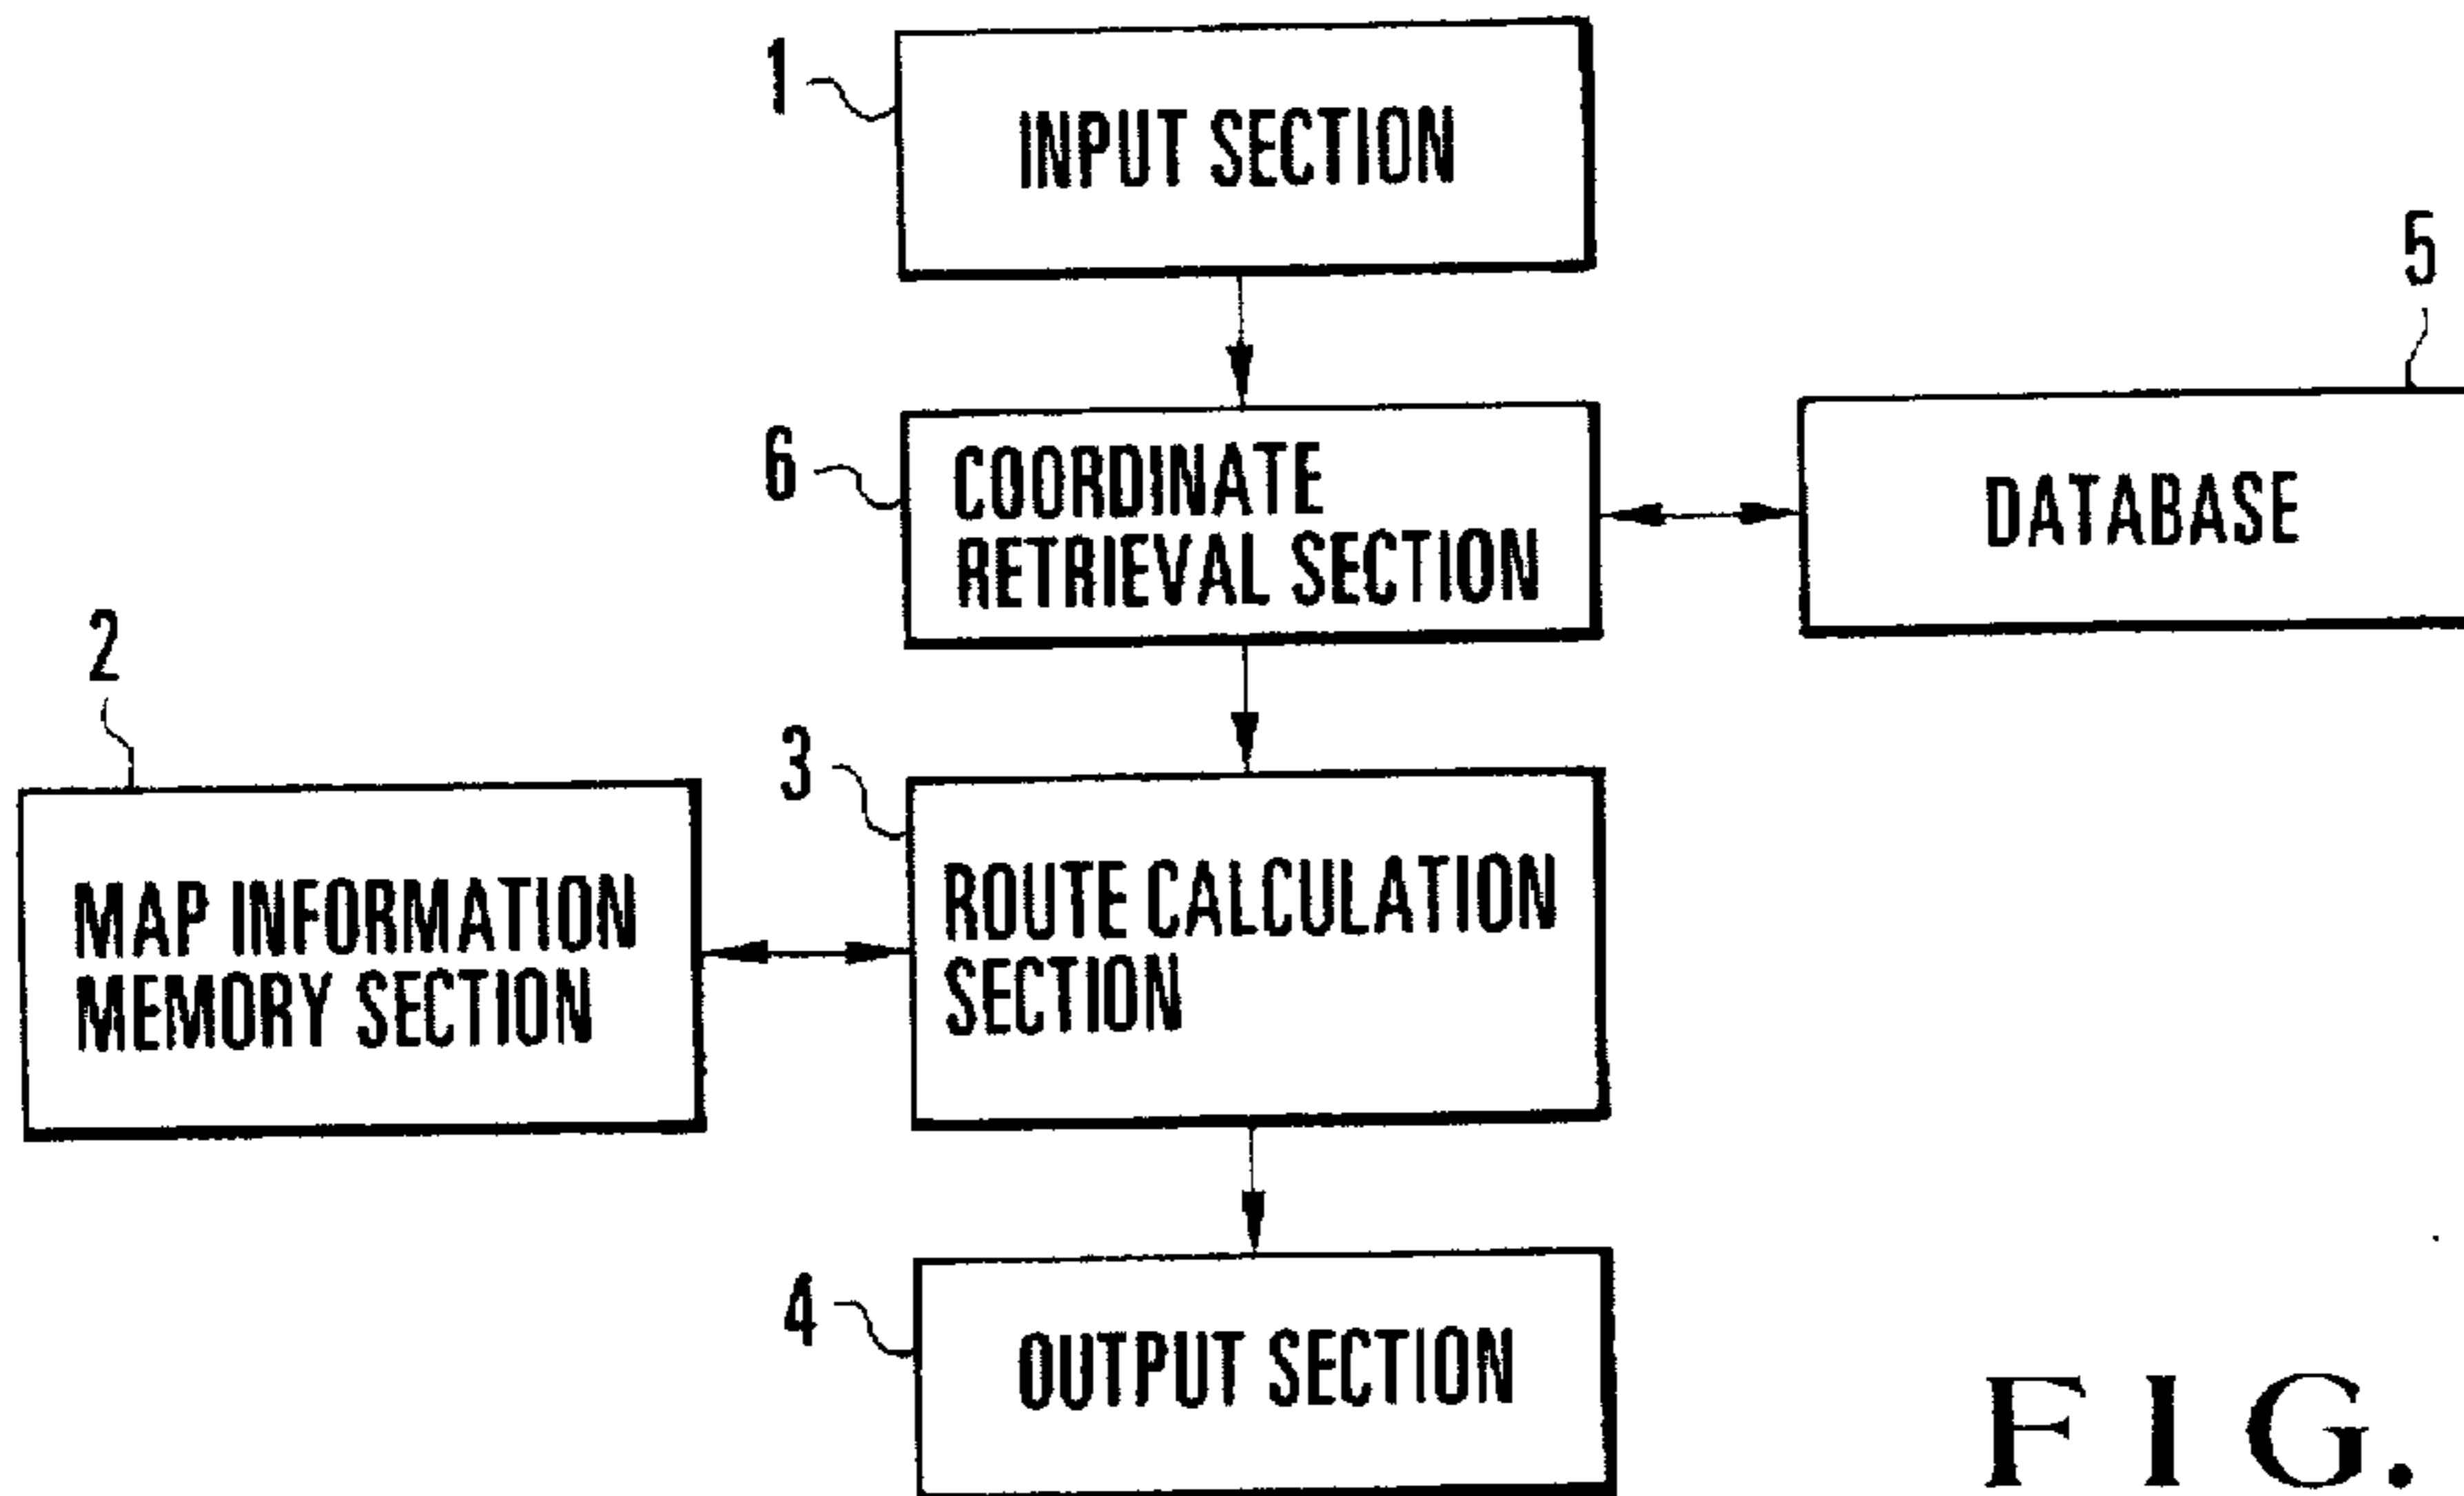 1
INPUT SECTION
5
6
COORDINATE
RETRIEVAL SECTION
DATABASE
2
3
MAP INFORMATION
MEMORY SECTION
ROUTE CALCULATION
SECTION
4
OUTPUT SECTION
FIG.